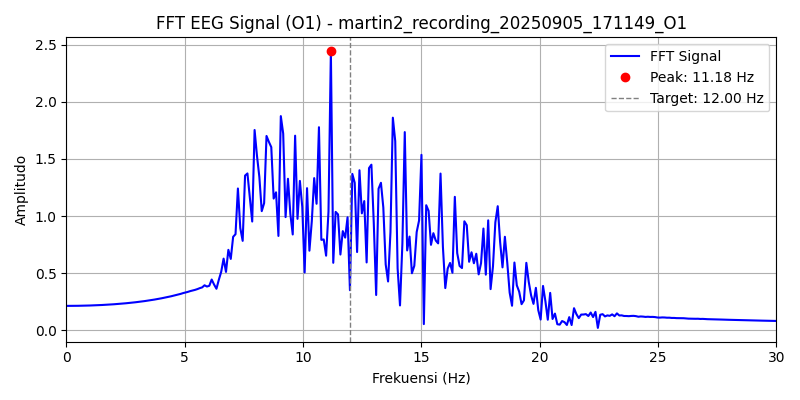 FFT EEG Signal (O1) - martin2_recording_20250905_171149_O1
FFT Signal
Peak: 11.18 Hz
Target: 12.00 Hz
Amplitudo
2.5
2.0
1.5
1.0
0.5
0.0
0 5 10 15 20 25 30
Frekuensi (Hz)